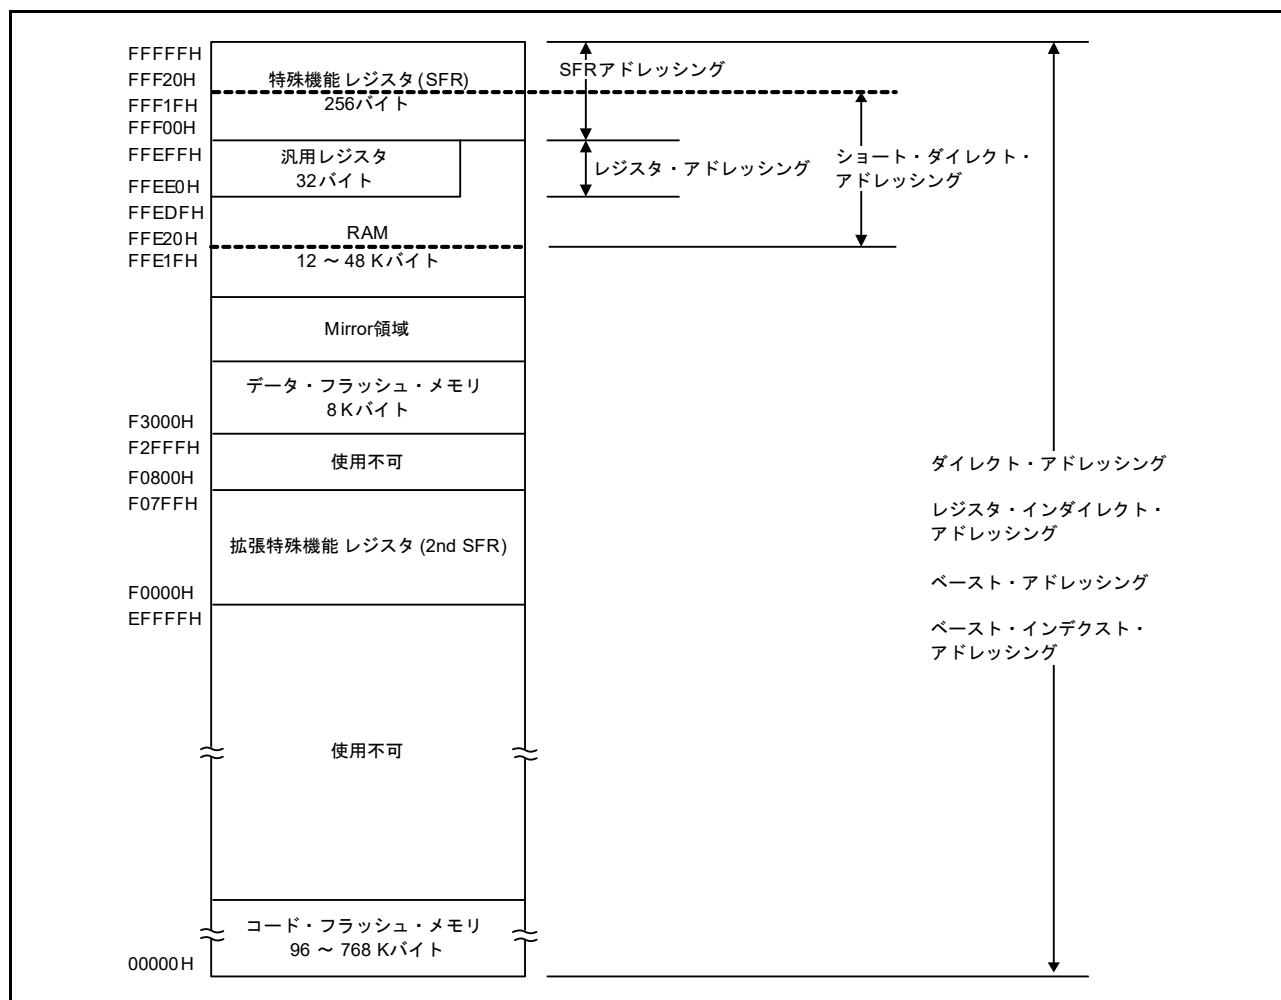 FFFFFH
FFF20H
FFF1FH
FFF00H
FFEFFH
FFEE0H
FFEDFH
FFE20H
FFE1FH
F3000H
F2FFFH
F0800H
F07FFH
F0000H
EFFFFH
00000H
特殊機能レジスタ(SFR)
256バイト
汎用レジスタ
32バイト
RAM
12 ～ 48 Kバイト
Mirror領域
データ・フラッシュ・メモリ
8 Kバイト
使用不可
拡張特殊機能レジスタ (2nd SFR)
使用不可
コード・フラッシュ・メモリ
96 ～ 768 Kバイト
SFRアドレッシング
レジスタ・アドレッシング
ショート・ダイレクト・
アドレッシング
ダイレクト・アドレッシング
レジスタ・インダイレクト・
アドレッシング
ベースト・アドレッシング
ベースト・インデクスト・
アドレッシング